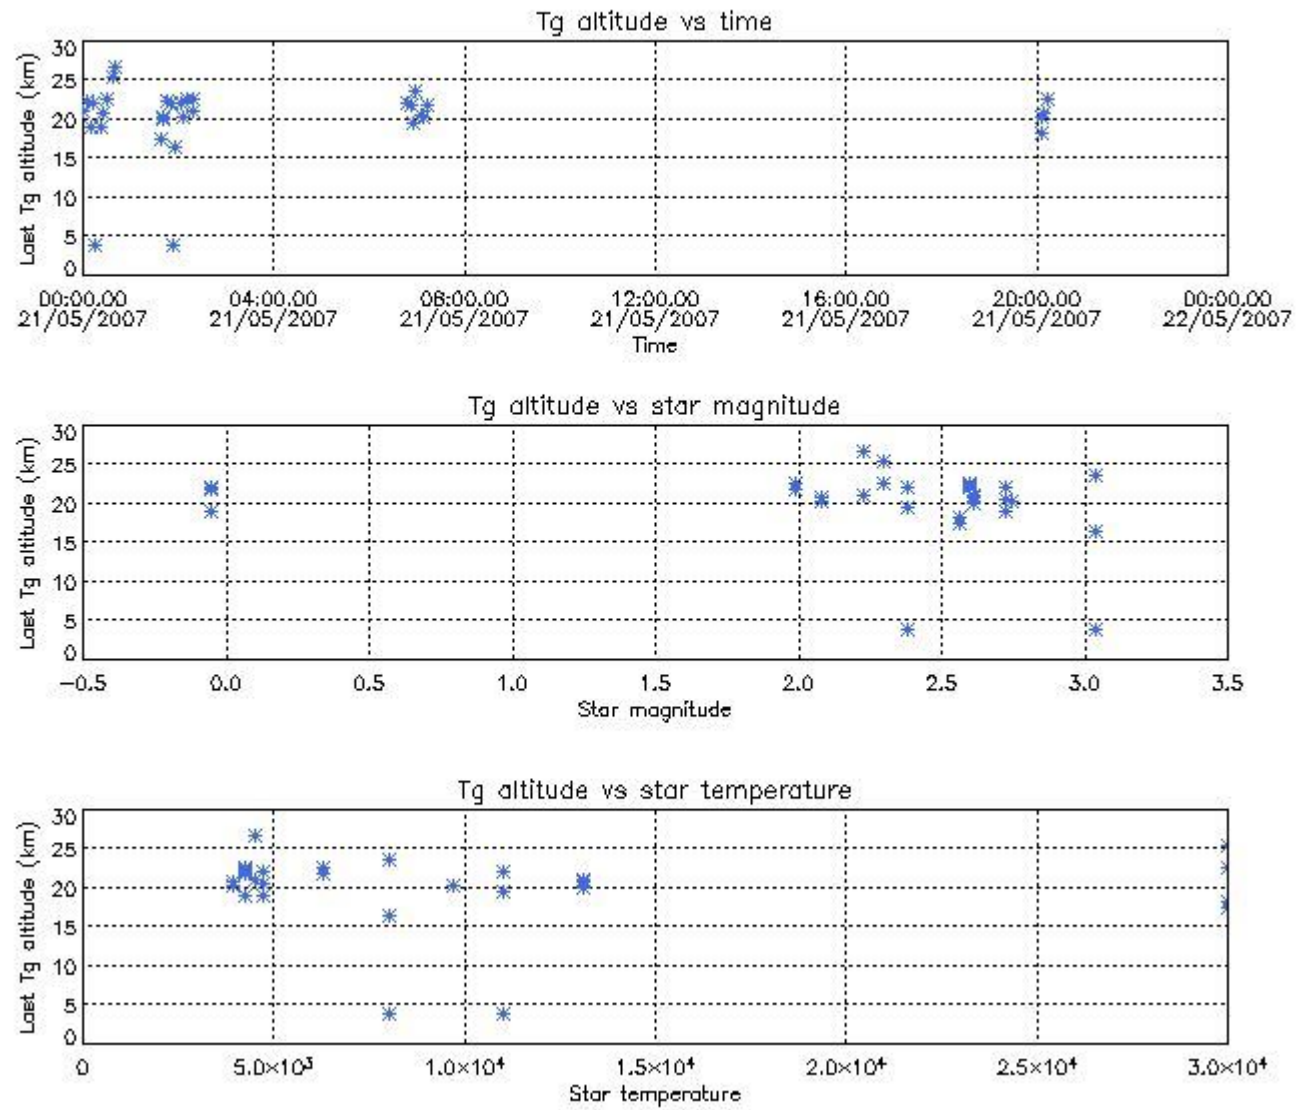 Tg altitude vs time
Last Tg altitude (km)
30
25
20
15
10
5
0
00:00.00 04:00.00 08:00.00 12:00.00 16:00.00 20:00.00 00:00.00
21/05/2007 21/05/2007 21/05/2007 21/05/2007 21/05/2007 21/05/2007 22/05/2007
Time
Tg altitude vs star magnitude
Last Tg altitude (km)
30
25
20
15
10
5
0
−0.5 0.0 0.5 1.0 1.5 2.0 2.5 3.0 3.5
Star magnitude
Tg altitude vs star temperature
Last Tg altitude (km)
30
25
20
15
10
5
0
0 5.0×10³ 1.0×10⁴ 1.5×10⁴ 2.0×10⁴ 2.5×10⁴ 3.0×10⁴
Star temperature